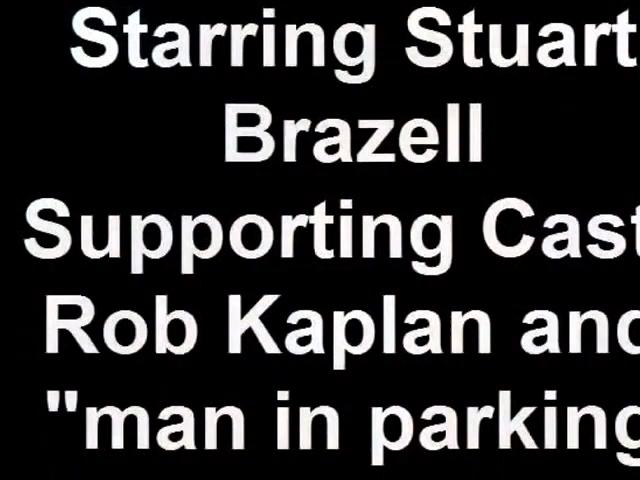 Starring Stuart
Brazell
Supporting Cast
Rob Kaplan and
"man in parking